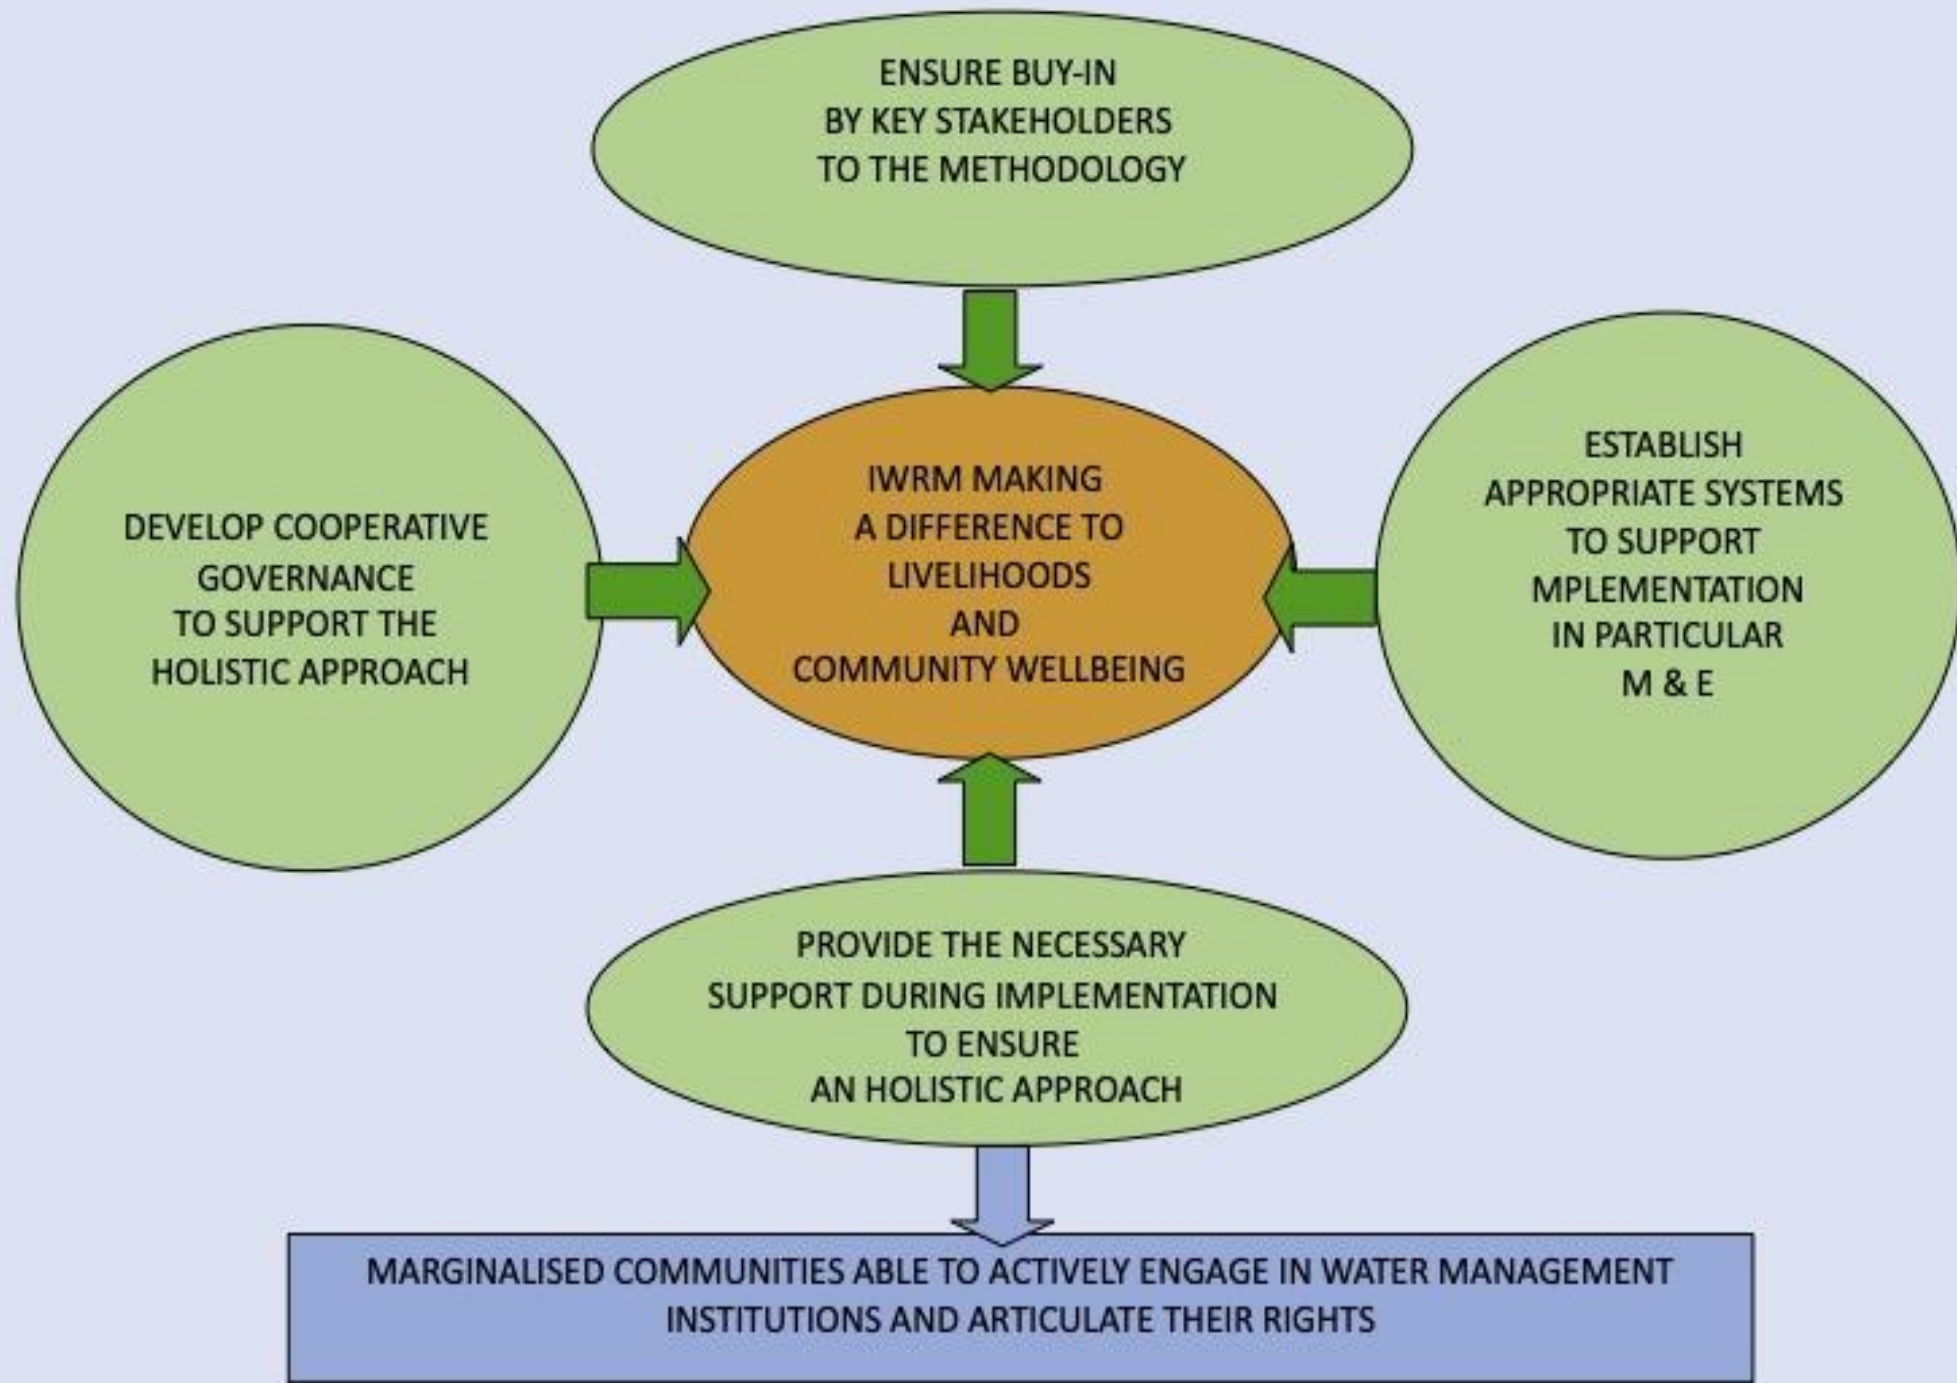 ENSURE BUY-IN
BY KEY STAKEHOLDERS
TO THE METHODOLOGY
DEVELOP COOPERATIVE
GOVERNANCE
TO SUPPORT THE
HOLISTIC APPROACH
IWRM MAKING
A DIFFERENCE TO
LIVELIHOODS
AND
COMMUNITY WELLBEING
ESTABLISH
APPROPRIATE SYSTEMS
TO SUPPORT
MPLEMENTATION
IN PARTICULAR
M & E
PROVIDE THE NECESSARY
SUPPORT DURING IMPLEMENTATION
TO ENSURE
AN HOLISTIC APPROACH
MARGINALISED COMMUNITIES ABLE TO ACTIVELY ENGAGE IN WATER MANAGEMENT
INSTITUTIONS AND ARTICULATE THEIR RIGHTS